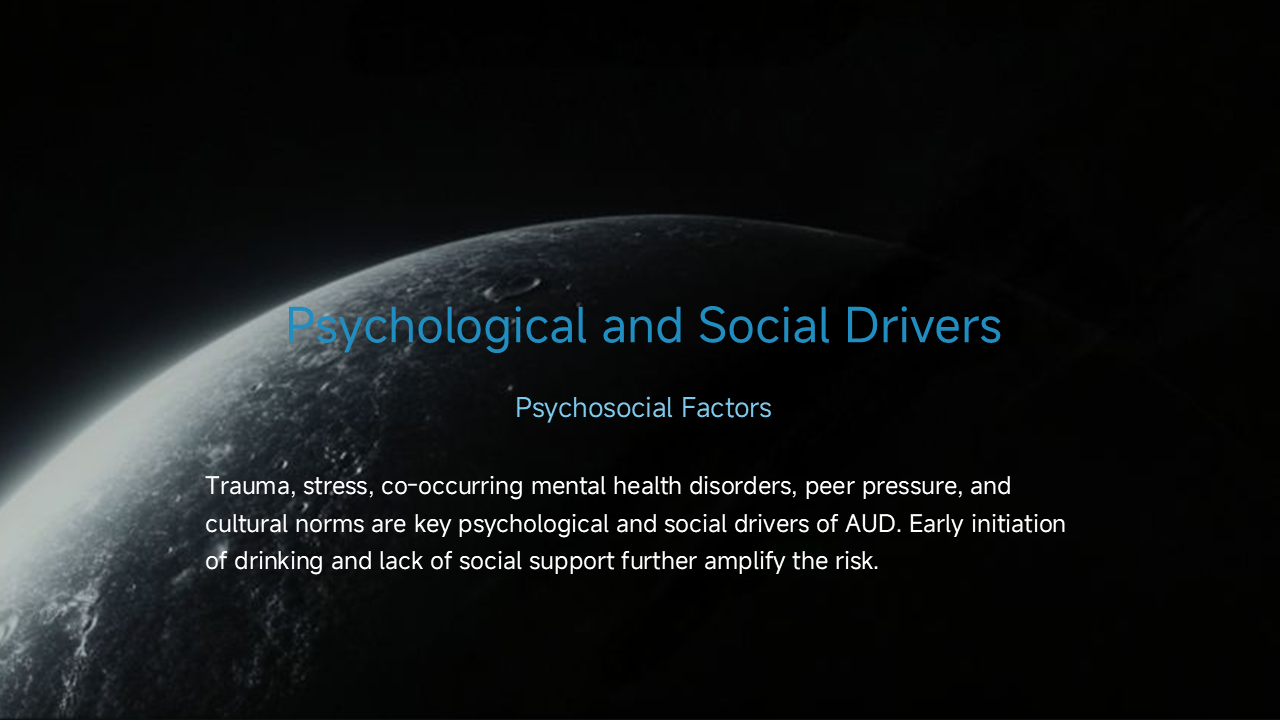 Psychological and Social Drivers
Psychosocial Factors
Trauma, stress, co-occurring mental health disorders, peer pressure, and
cultural norms are key psychological and social drivers of AUD. Early initiation
of drinking and lack of social support further amplify the risk.